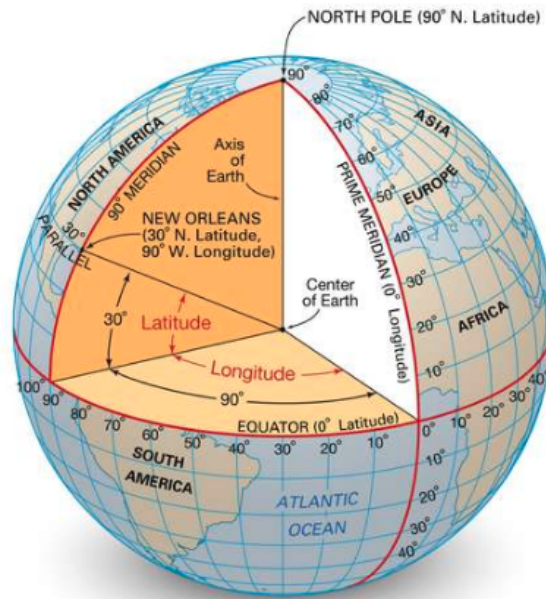 NORTH POLE (90° N. Latitude)
90°
80°
70°
60°
50°
40°
30°
20°
10°
ASIA
EUROPE
AFRICA
NORTH AMERICA
90° MERIDIAN
Axis
of
Earth
PRIME MERIDIAN (0° Longitude)
30°
PARALLEL
NEW ORLEANS
(30° N. Latitude,
90° W. Longitude)
Center
of Earth
30°
Latitude
Longitude
90°
EQUATOR (0° Latitude)
100°
90°
80°
70°
60°
50°
40°
30°
20°
10°
0°
10°
20°
30°
40°
SOUTH
AMERICA
ATLANTIC
OCEAN
10°
20°
30°
40°